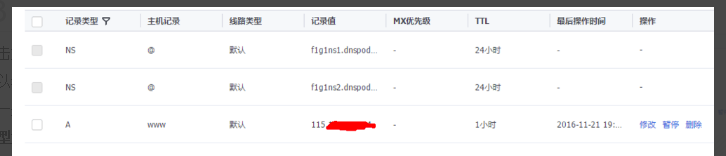 记录类型 主机记录 线路类型 记录值 MX优先级 TTL 最后操作时间 操作
NS @ 默认 f1g1ns1.dnspod... - 24小时 - -
NS @ 默认 f1g1ns2.dnspod... - 24小时 - -
A www 默认 115. - 1小时 2016-11-21 19:... 修改 暂停 删除